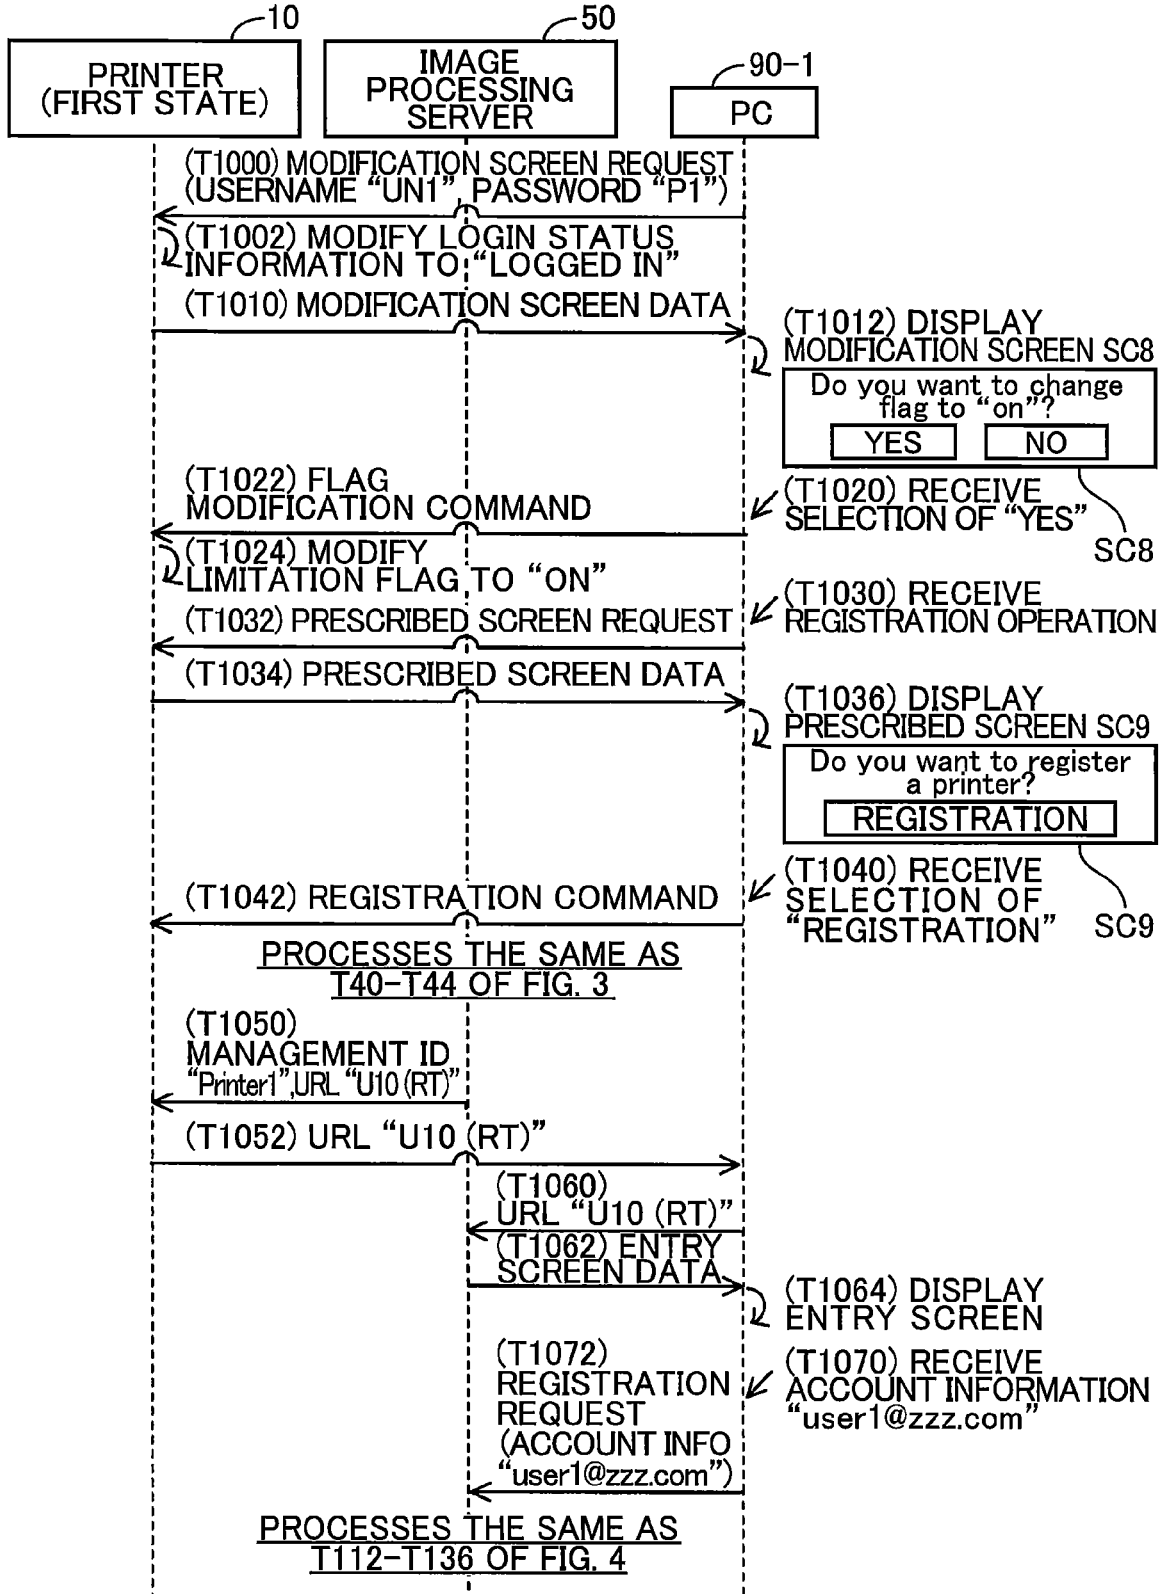 10
50
90-1
PRINTER
(FIRST STATE)
IMAGE
PROCESSING
SERVER
PC
(T1000) MODIFICATION SCREEN REQUEST
(USERNAME “UN1”, PASSWORD “P1”)
(T1002) MODIFY LOGIN STATUS
INFORMATION TO “LOGGED IN”
(T1010) MODIFICATION SCREEN DATA
(T1012) DISPLAY
MODIFICATION SCREEN SC8
Do you want to change
flag to “on”?
YES
NO
SC8
(T1020) RECEIVE
SELECTION OF “YES”
(T1022) FLAG
MODIFICATION COMMAND
(T1024) MODIFY
LIMITATION FLAG TO “ON”
(T1030) RECEIVE
REGISTRATION OPERATION
(T1032) PRESCRIBED SCREEN REQUEST
(T1034) PRESCRIBED SCREEN DATA
(T1036) DISPLAY
PRESCRIBED SCREEN SC9
Do you want to register
a printer?
REGISTRATION
SC9
(T1040) RECEIVE
SELECTION OF
“REGISTRATION”
(T1042) REGISTRATION COMMAND
PROCESSES THE SAME AS
T40-T44 OF FIG. 3
(T1050)
MANAGEMENT ID
“Printer1”,URL “U10 (RT)”
(T1052) URL “U10 (RT)”
(T1060)
URL “U10 (RT)”
(T1062) ENTRY
SCREEN DATA
(T1064) DISPLAY
ENTRY SCREEN
(T1070) RECEIVE
ACCOUNT INFORMATION
“user1@zzz.com”
(T1072)
REGISTRATION
REQUEST
(ACCOUNT INFO
“user1@zzz.com”)
PROCESSES THE SAME AS
T112-T136 OF FIG. 4